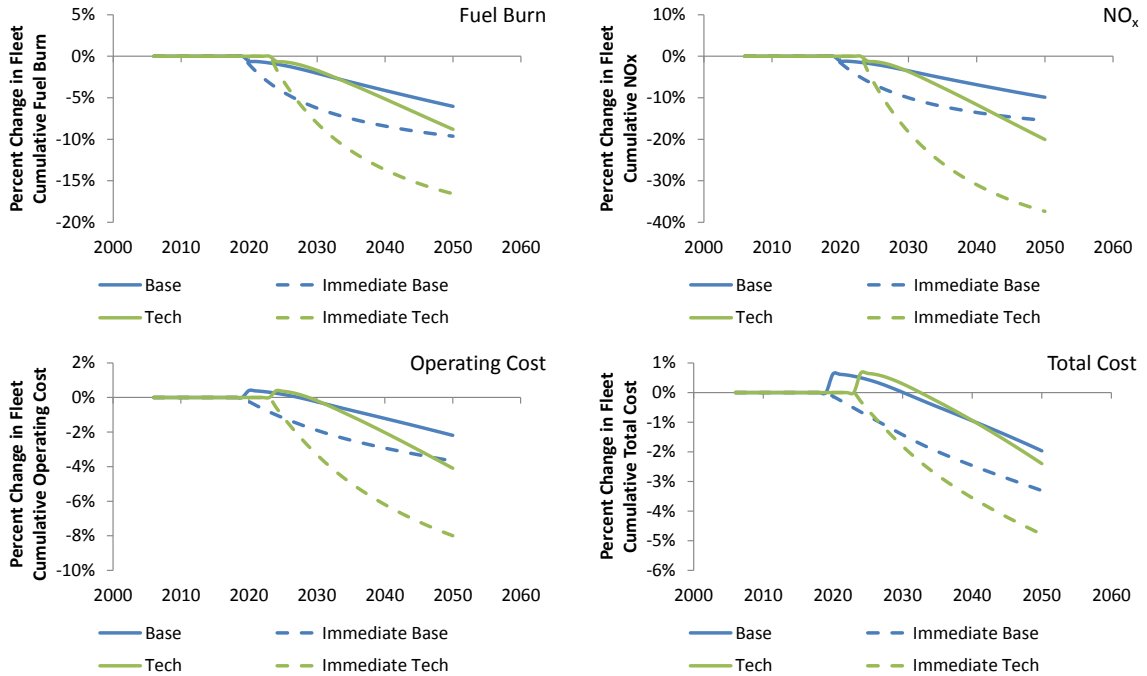 Fuel Burn
Percent Change in Fleet
Cumulative Fuel Burn
5%
0%
-5%
-10%
-15%
-20%
2000 2010 2020 2030 2040 2050 2060
Base Immediate Base
Tech Immediate Tech
NOx
Percent Change in Fleet
Cumulative NOx
10%
0%
-10%
-20%
-30%
-40%
2000 2010 2020 2030 2040 2050 2060
Base Immediate Base
Tech Immediate Tech
Operating Cost
Percent Change in Fleet
Cumulative Operating Cost
2%
0%
-2%
-4%
-6%
-8%
-10%
2000 2010 2020 2030 2040 2050 2060
Base Immediate Base
Tech Immediate Tech
Total Cost
Percent Change in Fleet
Cumulative Total Cost
1%
0%
-1%
-2%
-3%
-4%
-5%
-6%
2000 2010 2020 2030 2040 2050 2060
Base Immediate Base
Tech Immediate Tech